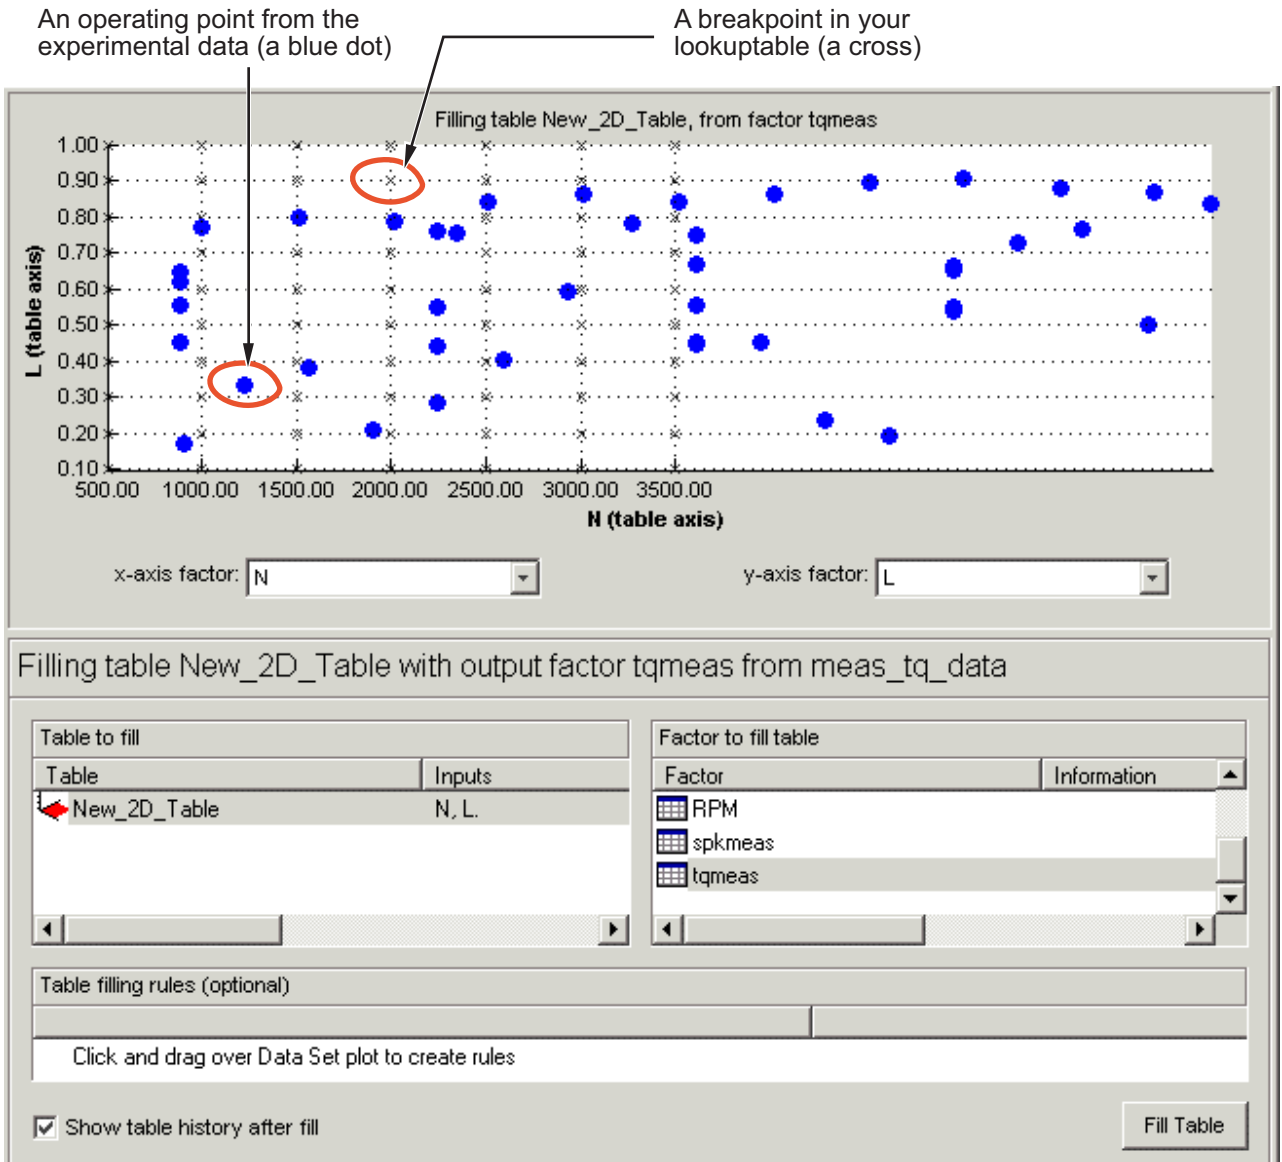 An operating point from the
experimental data (a blue dot)
A breakpoint in your
lookuptable (a cross)
Filling table New_2D_Table, from factor tqmeas
1.00
0.90
0.80
0.70
0.60
0.50
0.40
0.30
0.20
0.10
L (table axis)
500.00 1000.00 1500.00 2000.00 2500.00 3000.00 3500.00
N (table axis)
x-axis factor: N
y-axis factor: L
Filling table New_2D_Table with output factor tqmeas from meas_tq_data
Table to fill
Table Inputs
New_2D_Table N, L.
Factor to fill table
Factor Information
RPM
spkmeas
tqmeas
Table filling rules (optional)
Click and drag over Data Set plot to create rules
Show table history after fill
Fill Table